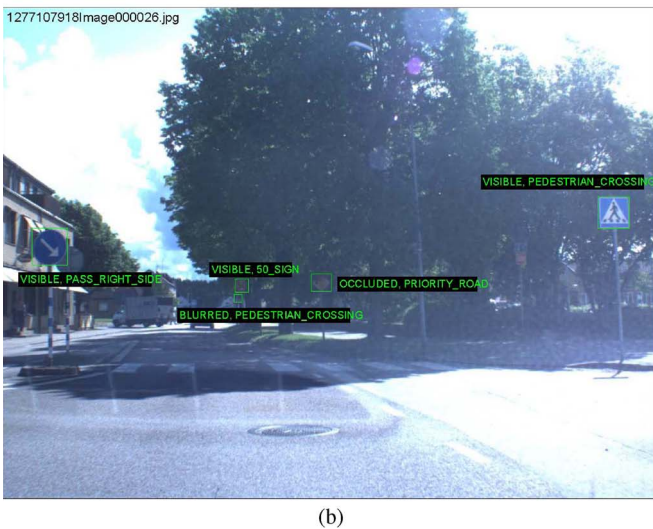 1277107918Image000026.jpg
VISIBLE, PEDESTRIAN_CROSSING
VISIBLE, 50_SIGN
VISIBLE, PASS_RIGHT_SIDE
OCCLUDED, PRIORITY_ROAD
BLURRED, PEDESTRIAN_CROSSING
(b)